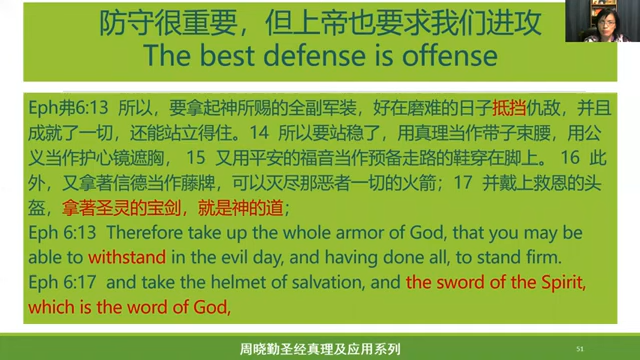 防守很重要，但上帝也要求我们进攻
The best defense is offense
Eph弗6:13 所以，要拿起神所赐的全副军装，好在磨难的日子抵挡仇敌，并且
成就了一切，还能站立得住。14 所以要站稳了，用真理当作带子束腰，用公
义当作护心镜遮胸， 15 又用平安的福音当作预备走路的鞋穿在脚上。 16 此
外，又拿著信德当作藤牌，可以灭尽那恶者一切的火箭；17 并戴上救恩的头
盔，拿著圣灵的宝剑，就是神的道；
Eph 6:13 Therefore take up the whole armor of God, that you may be
able to withstand in the evil day, and having done all, to stand firm.
Eph 6:17 and take the helmet of salvation, and the sword of the Spirit,
which is the word of God,
周晓勤圣经真理及应用系列
51